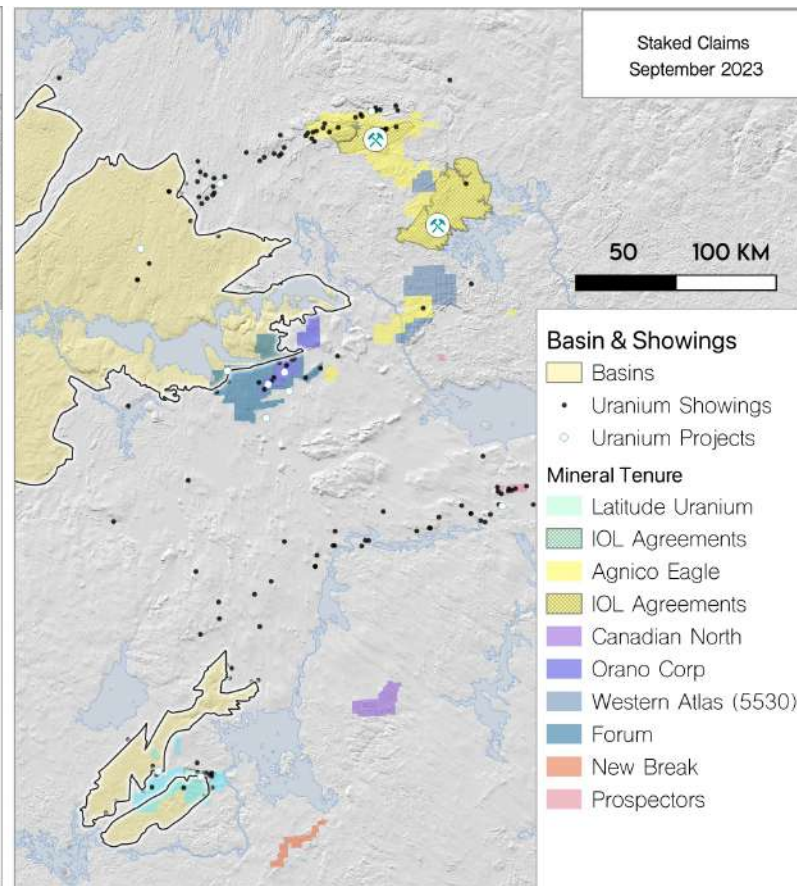 Staked Claims
September 2023
50 100 KM
Basin & Showings
Basins
Uranium Showings
Uranium Projects
Mineral Tenure
Latitude Uranium
IOL Agreements
Agnico Eagle
IOL Agreements
Canadian North
Orano Corp
Western Atlas (5530)
Forum
New Break
Prospectors